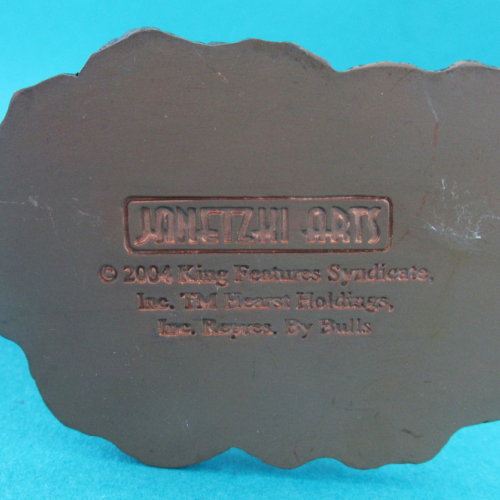 JANETZKI ARTS
© 2004 King Features Syndicate,
Inc. TM Hearst Holdings,
Inc. Repres. By Bulls